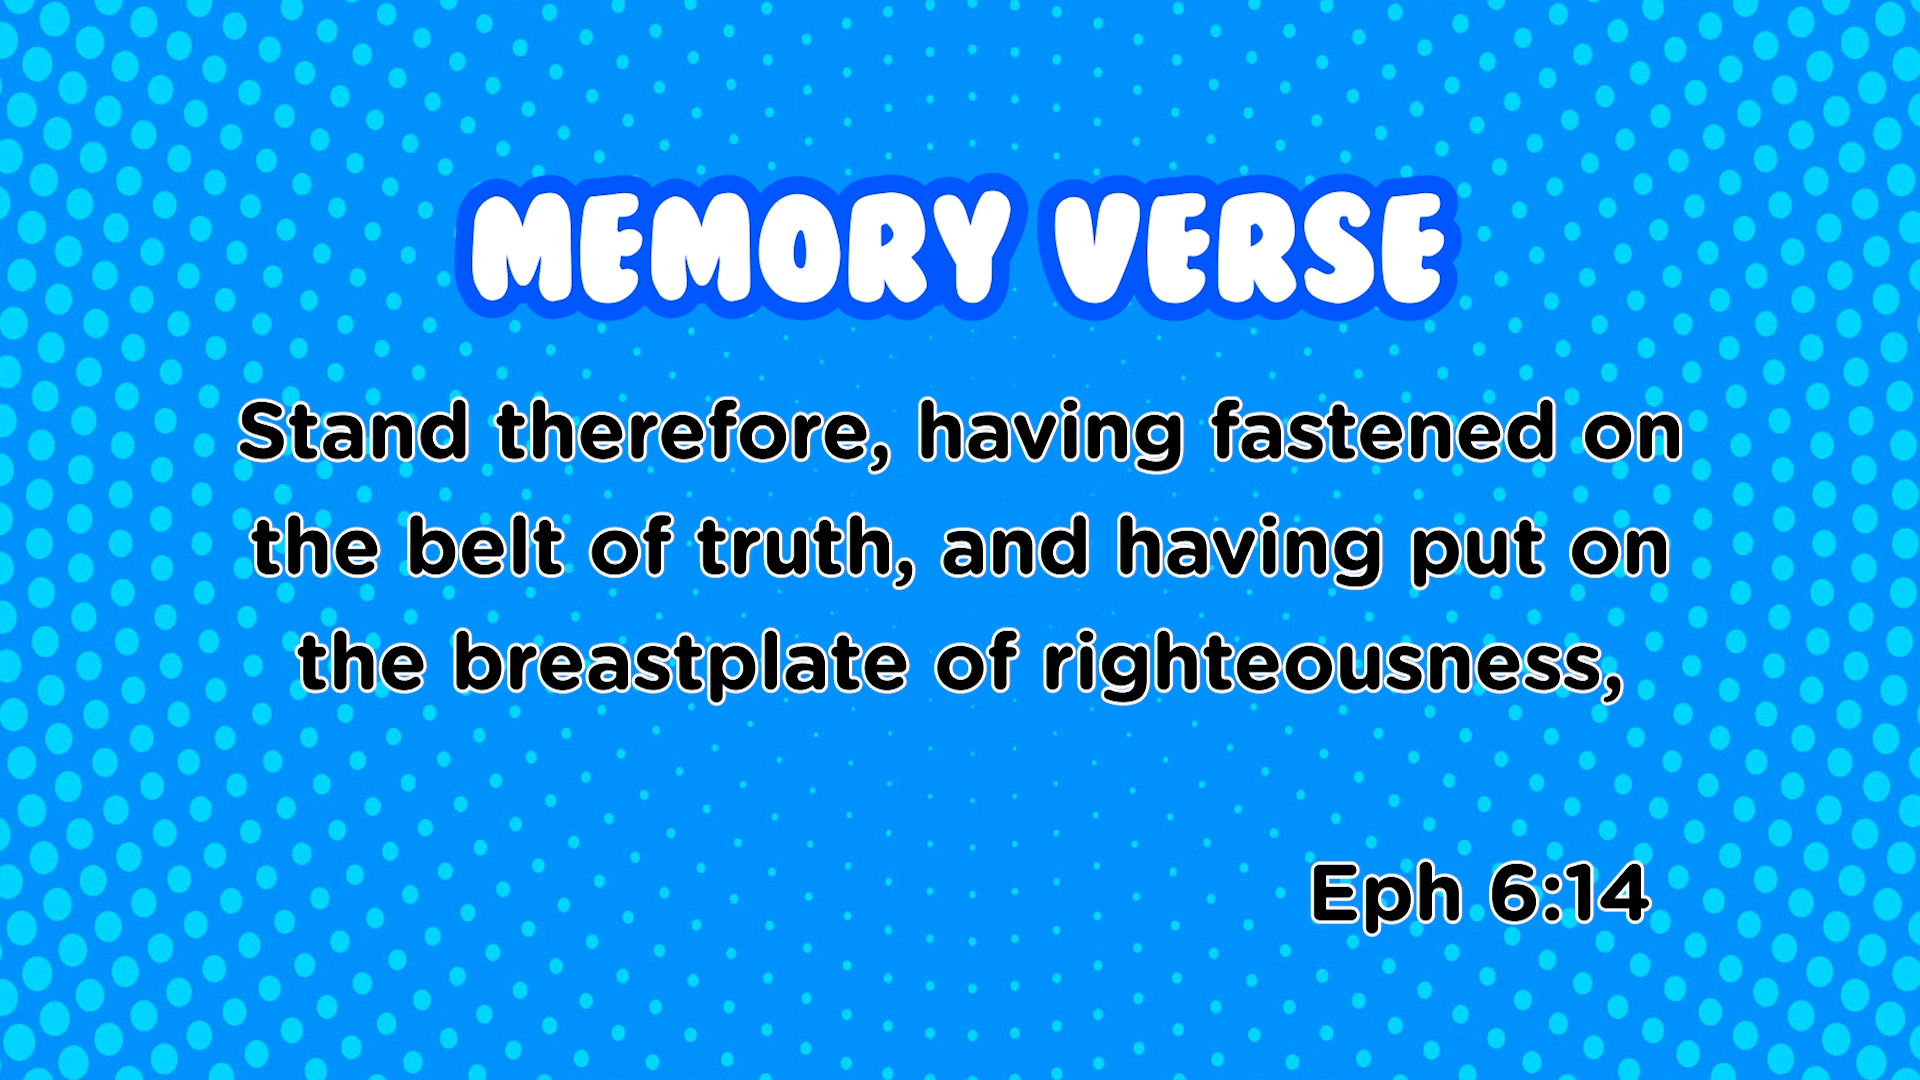 MEMORY VERSE
Stand therefore, having fastened on
the belt of truth, and having put on
the breastplate of righteousness,
Eph 6:14